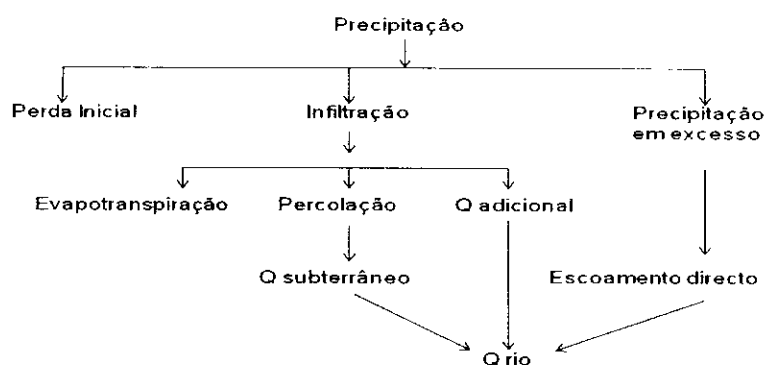 Precipitação
Perda Inicial
Infiltração
Precipitação
em excesso
Evapotranspiração
Percolação
Q adicional
Q subterrâneo
Escoamento directo
Q rio